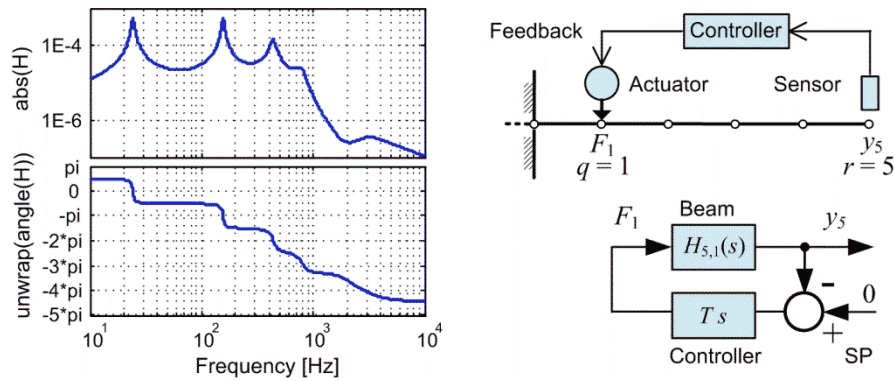 abs(H)
1E-4
1E-6
unwrap(angle(H))
pi
0
-pi
-2*pi
-3*pi
-4*pi
-5*pi
10^1
10^2
10^3
10^4
Frequency [Hz]
Feedback
Controller
Actuator
Sensor
F₁
q = 1
y₅
r = 5
F₁
Beam
y₅
H₅,₁(s)
-
0
T s
+
Controller
SP